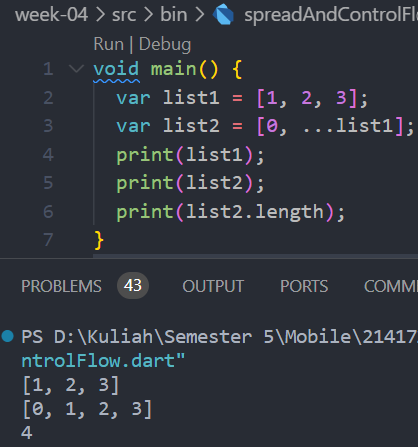 week-04 > src > bin > spreadAndControlFl
Run | Debug
1 void main() {
2 var list1 = [1, 2, 3];
3 var list2 = [0, ...list1];
4 print(list1);
5 print(list2);
6 print(list2.length);
7 }
PROBLEMS 43 OUTPUT TERMINAL PORTS COMM
PS D:\Kuliah\Semester 5\Mobile\21417
ntrolFlow.dart"
[1, 2, 3]
[0, 1, 2, 3]
4